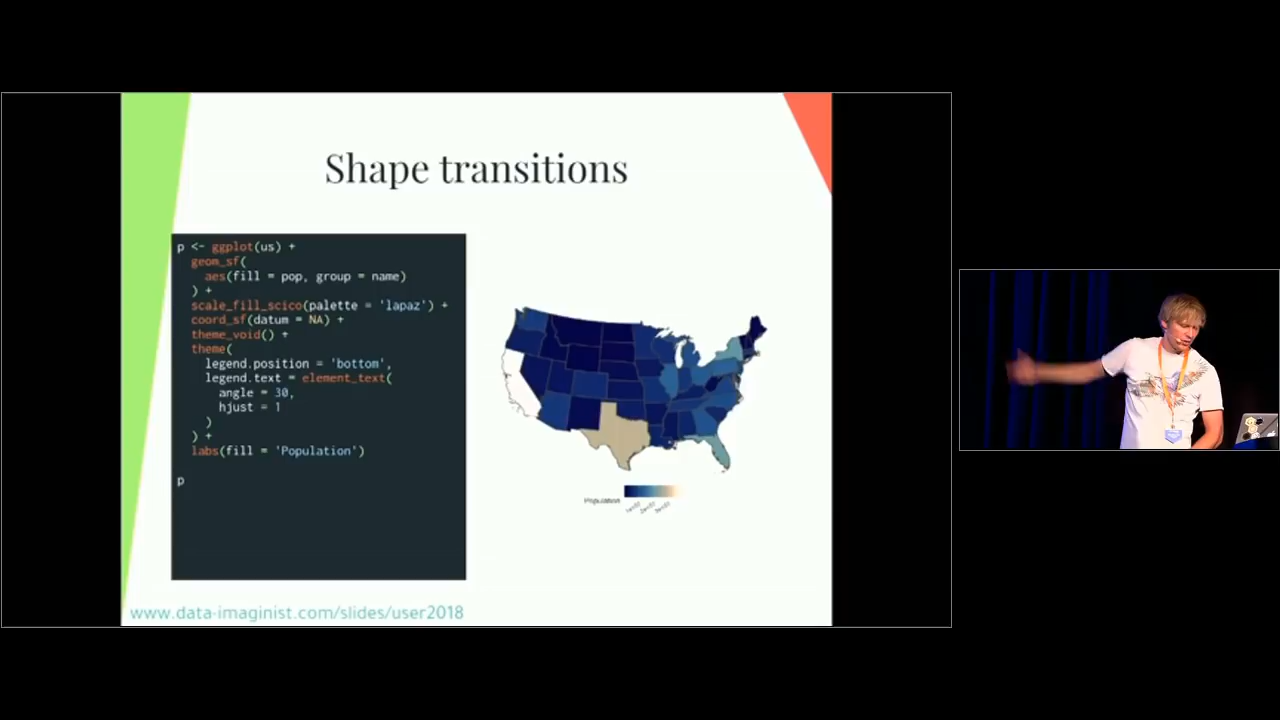 Shape transitions
p <- ggplot(us) +
  geom_sf(
    aes(fill = pop, group = name)
  ) +
  scale_fill_scico(palette = 'lapaz') +
  coord_sf(datum = NA) +
  theme_void() +
  theme(
    legend.position = 'bottom',
    legend.text = element_text(
      angle = 30,
      hjust = 1
    )
  ) +
  labs(fill = 'Population')
p
Population
www.data-imaginist.com/slides/user2018